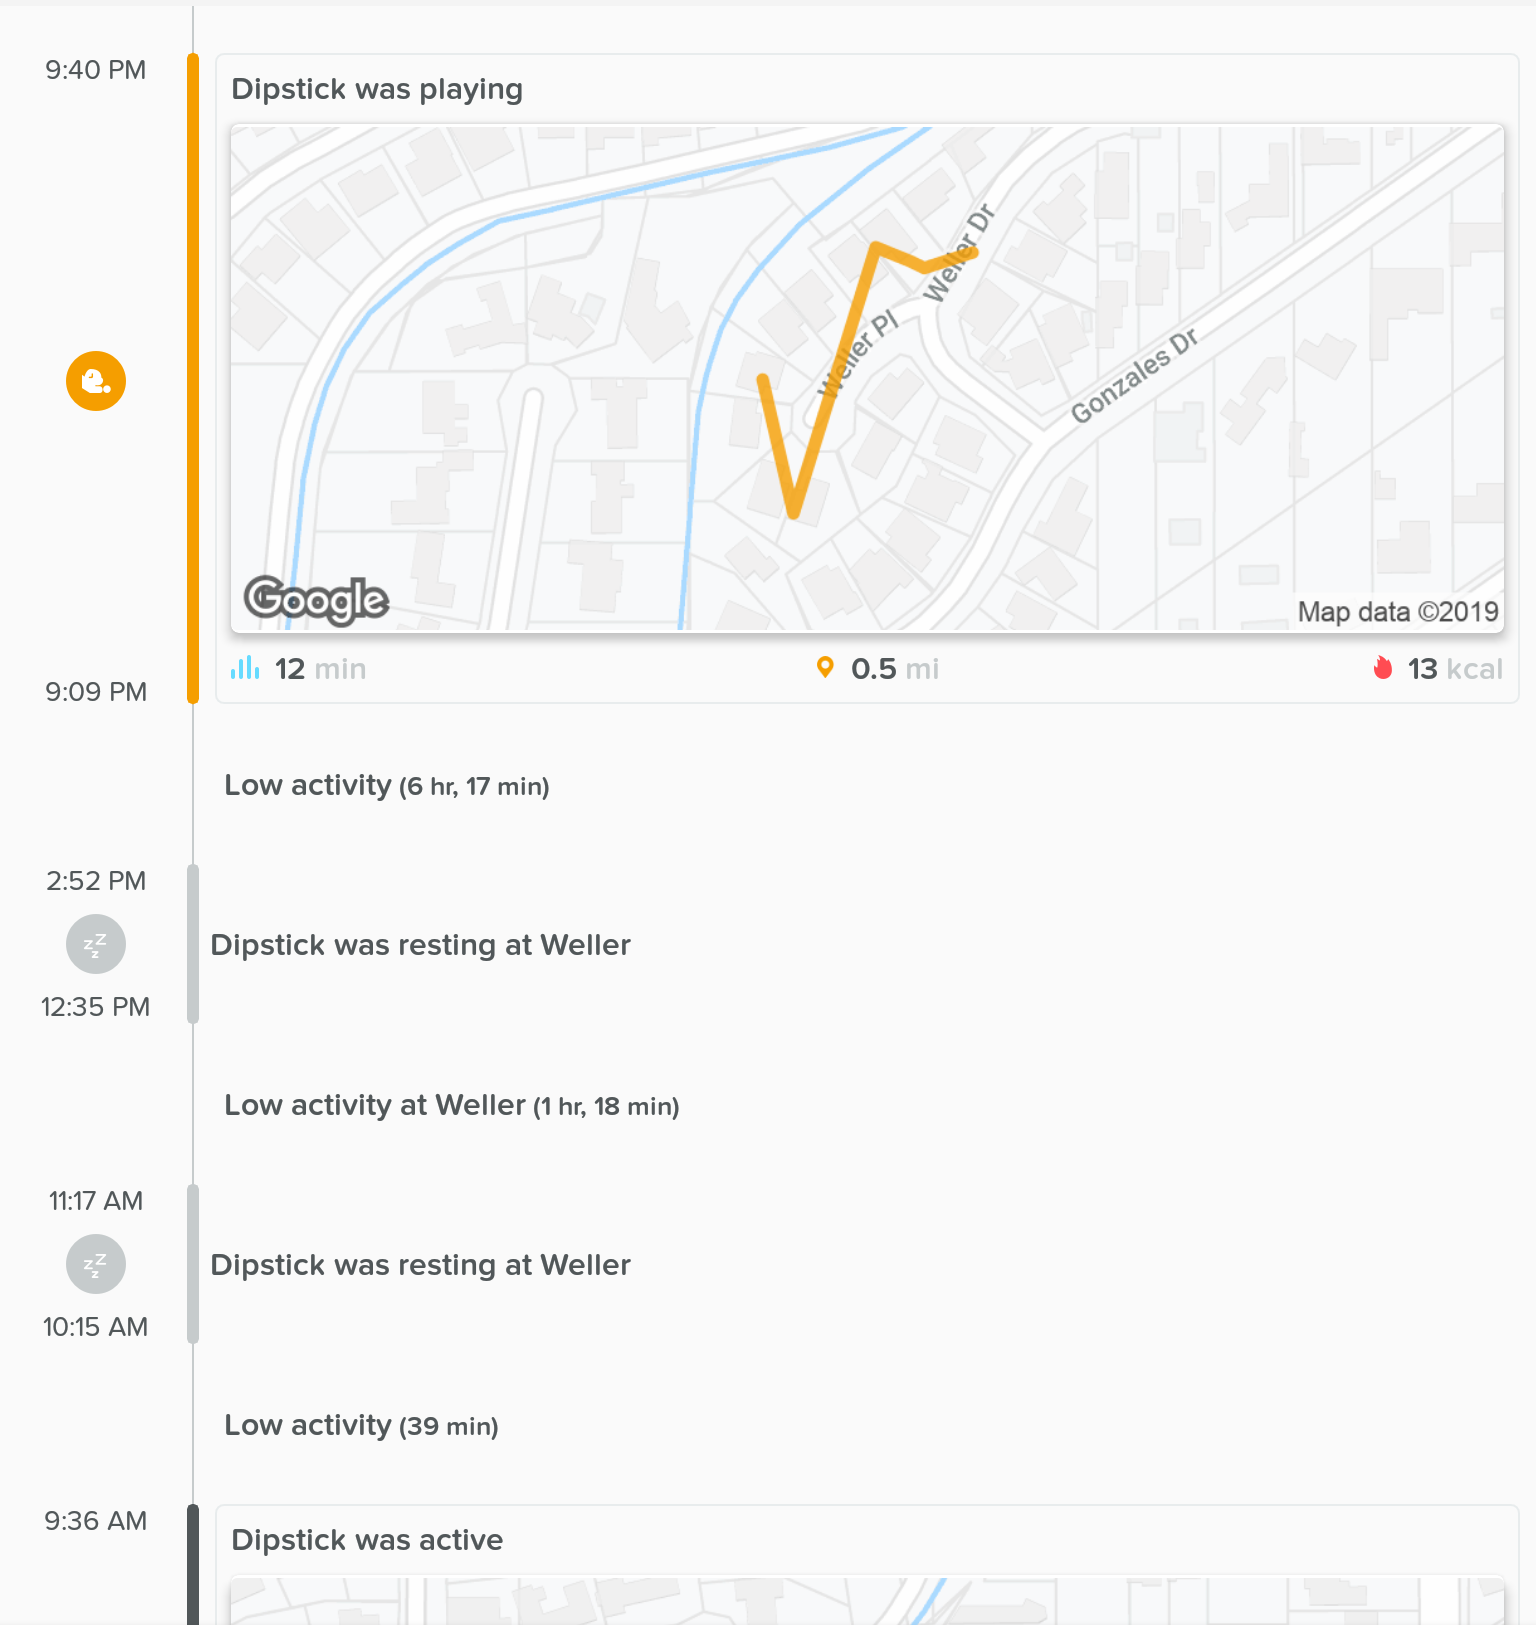 9:40 PM
Dipstick was playing
Weller Dr
Weller Pl
Gonzales Dr
Google
Map data ©2019
12 min
0.5 mi
13 kcal
9:09 PM
Low activity (6 hr, 17 min)
2:52 PM
zZz
Dipstick was resting at Weller
12:35 PM
Low activity at Weller (1 hr, 18 min)
11:17 AM
zZz
Dipstick was resting at Weller
10:15 AM
Low activity (39 min)
9:36 AM
Dipstick was active